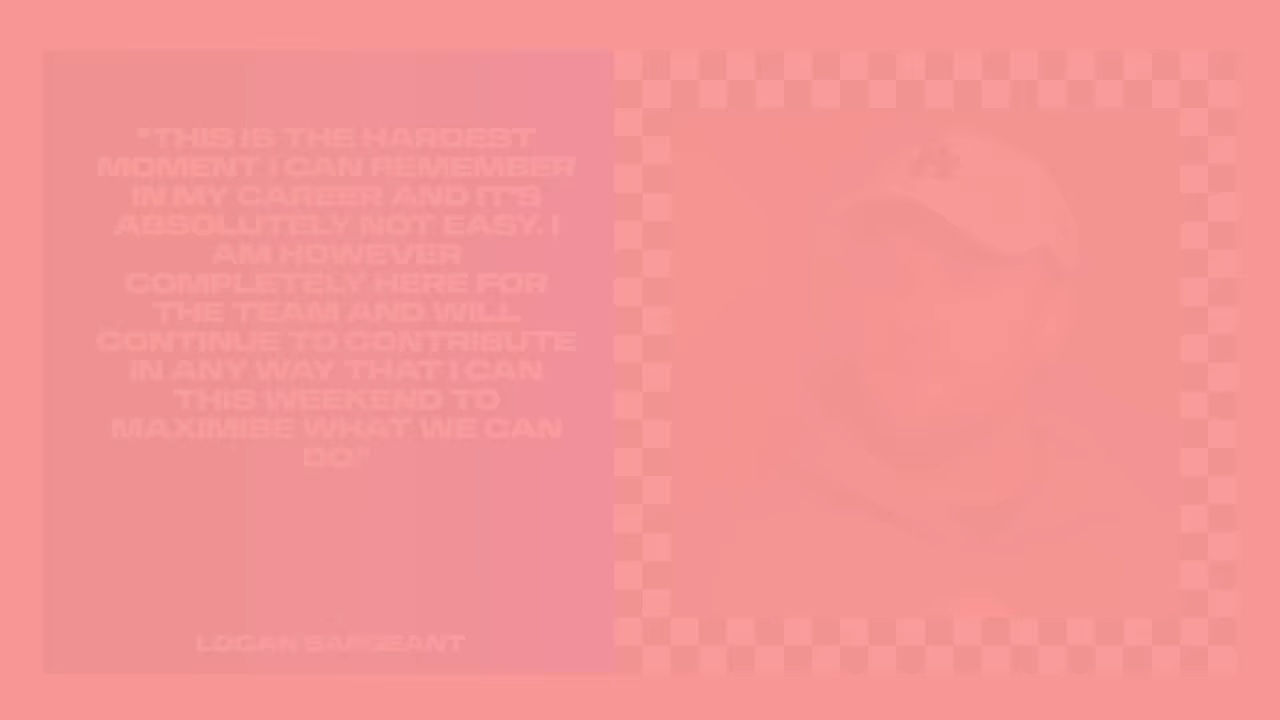 "THIS IS THE HARDEST
MOMENT I CAN REMEMBER
IN MY CAREER AND IT'S
ABSOLUTELY NOT EASY. I
AM HOWEVER
COMPLETELY HERE FOR
THE TEAM AND WILL
CONTINUE TO CONTRIBUTE
IN ANY WAY THAT I CAN
THIS WEEKEND TO
MAXIMISE WHAT WE CAN
DO."
LOGAN SARGEANT